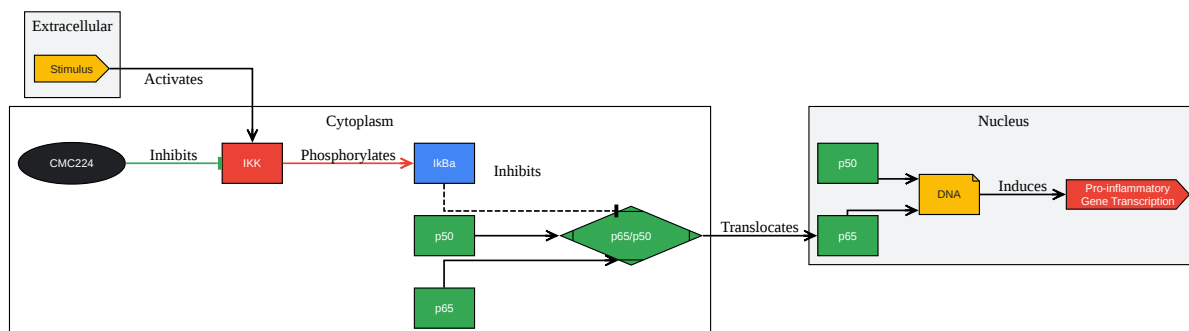 Extracellular
Stimulus
Activates
Cytoplasm
Nucleus
CMC224
Inhibits
IKK
Phosphorylates
IkBa
Inhibits
p50
DNA
Induces
Pro-inflammatory
Gene Transcription
p50
p65/p50
Translocates
p65
p65